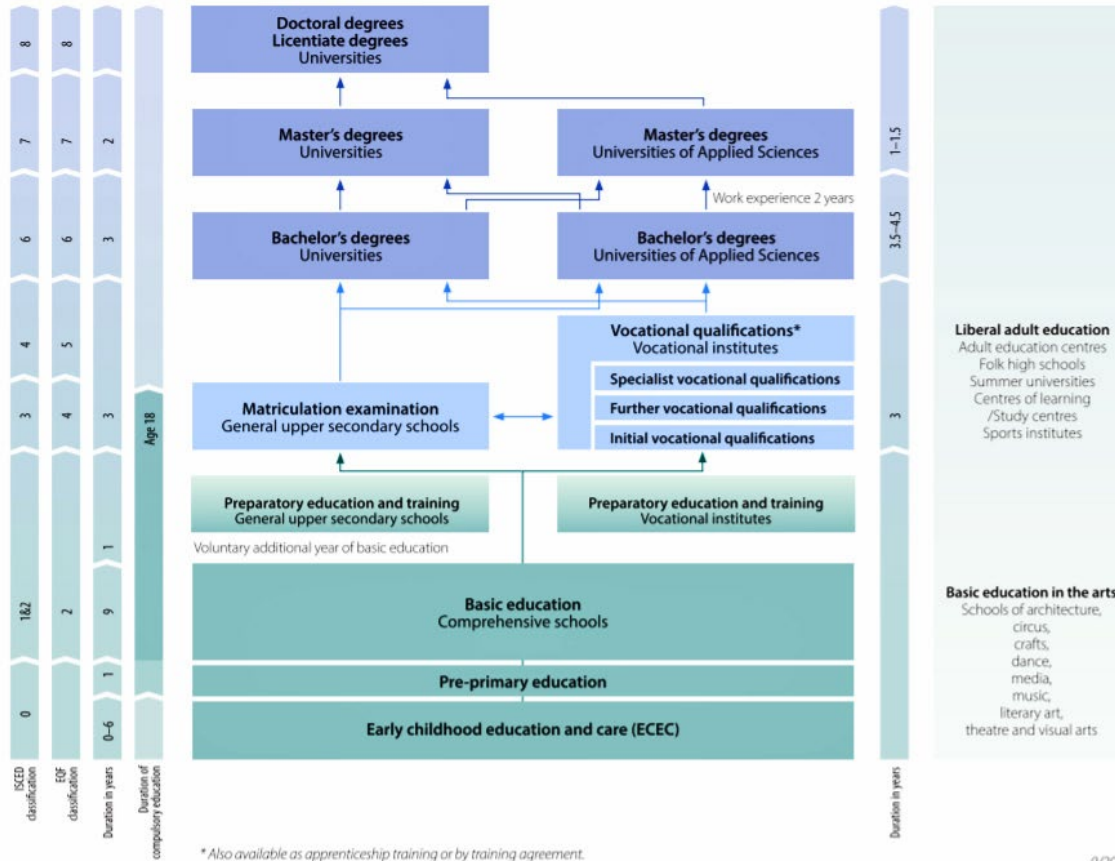 Doctoral degrees
Licentiate degrees
Universities
Master's degrees
Universities
Master's degrees
Universities of Applied Sciences
Work experience 2 years
Bachelor's degrees
Universities
Bachelor's degrees
Universities of Applied Sciences
Vocational qualifications*
Vocational institutes
Specialist vocational qualifications
Further vocational qualifications
Initial vocational qualifications
Matriculation examination
General upper secondary schools
Preparatory education and training
General upper secondary schools
Preparatory education and training
Vocational institutes
Voluntary additional year of basic education
Basic education
Comprehensive schools
Pre-primary education
Early childhood education and care (ECEC)
8
7
6
4
3
1&2
0
ISCED
classification
8
7
6
5
4
2
EQF
classification
2
3
3
1
9
1
0–6
Duration in years
Age 18
Duration of
compulsory education
1–1.5
3.5–4.5
3
Duration in years
Liberal adult education
Adult education centres
Folk high schools
Summer universities
Centres of learning
/Study centres
Sports institutes
Basic education in the arts
Schools of architecture,
circus,
crafts,
dance,
media,
music,
literary art,
theatre and visual arts
* Also available as apprenticeship training or by training agreement.